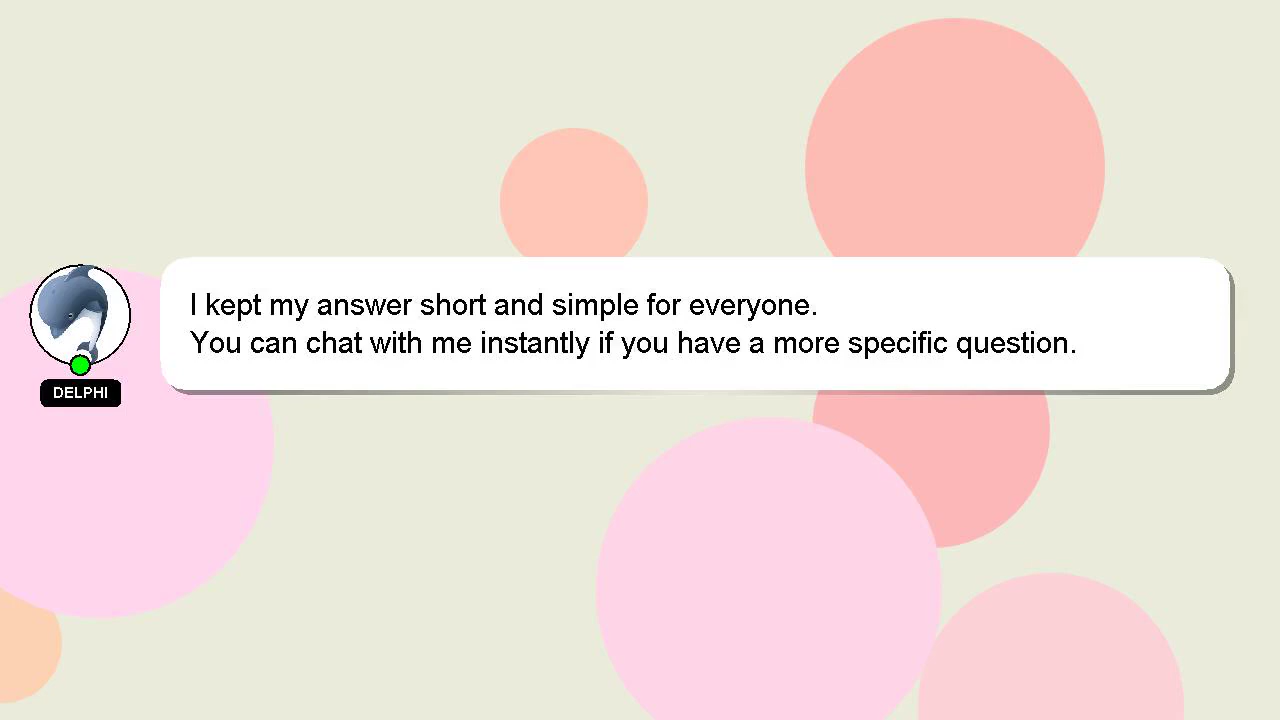 I kept my answer short and simple for everyone.
You can chat with me instantly if you have a more specific question.
DELPHI